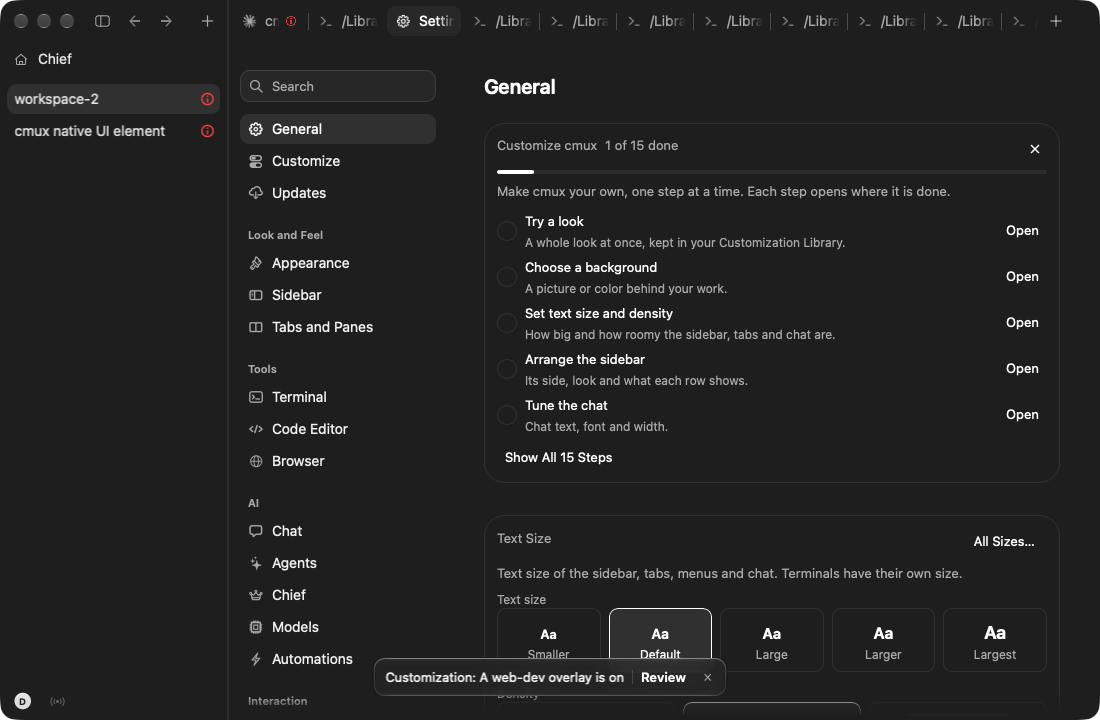 cn
/Libra
Settin
/Libra
/Libra
/Libra
/Libra
/Libra
/Libra
/Libra
Chief
workspace-2
cmux native UI element
Search
General
Customize
Updates
Look and Feel
Appearance
Sidebar
Tabs and Panes
Tools
Terminal
Code Editor
Browser
AI
Chat
Agents
Chief
Models
Automations
Interaction
D
General
Customize cmux 1 of 15 done
Make cmux your own, one step at a time. Each step opens where it is done.
Try a look
A whole look at once, kept in your Customization Library.
Open
Choose a background
A picture or color behind your work.
Open
Set text size and density
How big and how roomy the sidebar, tabs and chat are.
Open
Arrange the sidebar
Its side, look and what each row shows.
Open
Tune the chat
Chat text, font and width.
Open
Show All 15 Steps
Text Size
All Sizes...
Text size of the sidebar, tabs, menus and chat. Terminals have their own size.
Text size
Aa
Smaller
Aa
Default
Aa
Large
Aa
Larger
Aa
Largest
Customization: A web-dev overlay is on
Review
Density